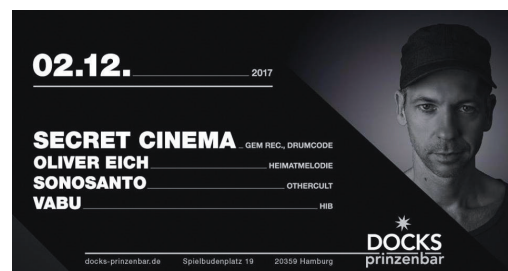 02.12. 2017
SECRET CINEMA GEM REC., DRUMCODE
OLIVER EICH HEIMATMELODIE
SONOSANTO OTHERCULT
VABU HIB
DOCKS
prinzenbar
docks-prinzenbar.de Spielbudenplatz 19 20359 Hamburg